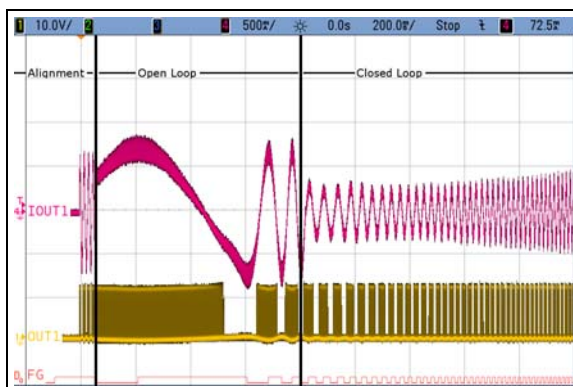 1 10.0V/ 2 3 4 500▽/ 0.0s 200.0▽/ Stop 4 72.5▽
Alignment Open Loop Closed Loop
IOUT1
OUT1
D0 FG